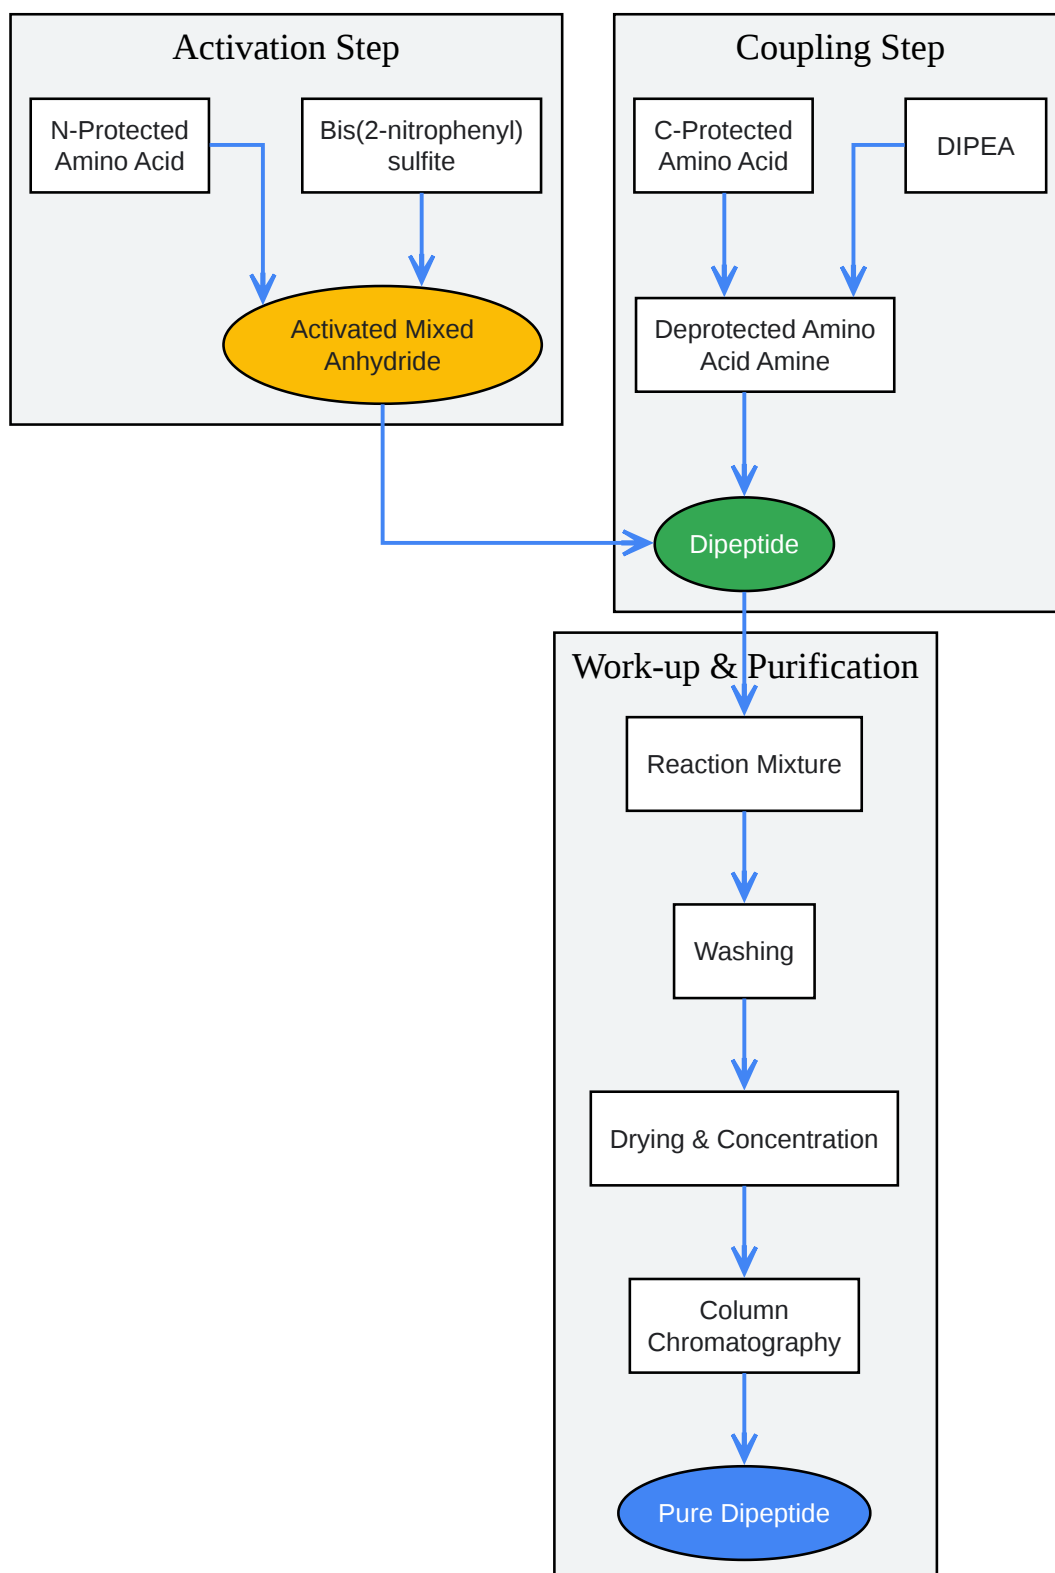 Activation Step
N-Protected
Amino Acid
Bis(2-nitrophenyl)
sulfite
Activated Mixed
Anhydride
Coupling Step
C-Protected
Amino Acid
DIPEA
Deprotected Amino
Acid Amine
Dipeptide
Work-up & Purification
Reaction Mixture
Washing
Drying & Concentration
Column
Chromatography
Pure Dipeptide